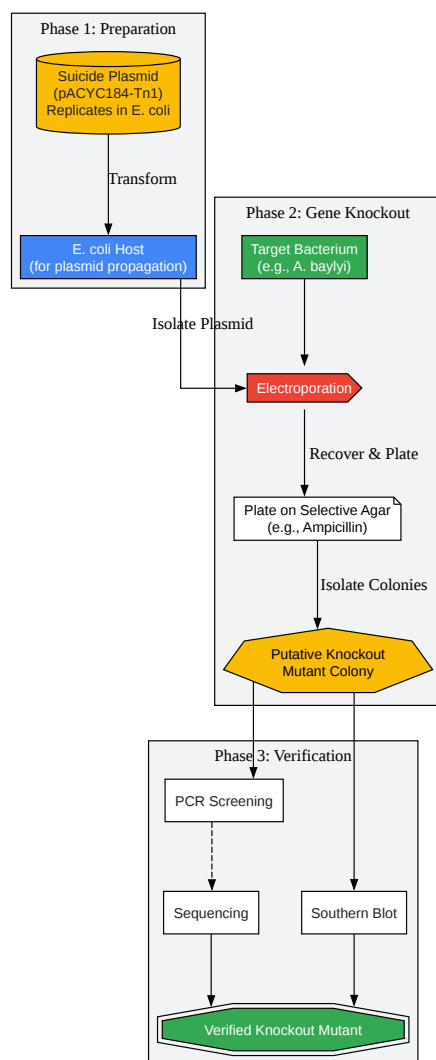 Phase 1: Preparation
Suicide Plasmid
(pACYC184-Tn1)
Replicates in E. coli
Transform
E. coli Host
(for plasmid propagation)
Isolate Plasmid
Phase 2: Gene Knockout
Target Bacterium
(e.g., A. baylyi)
Electroporation
Recover & Plate
Plate on Selective Agar
(e.g., Ampicillin)
Isolate Colonies
Putative Knockout
Mutant Colony
Phase 3: Verification
PCR Screening
Sequencing
Southern Blot
Verified Knockout Mutant